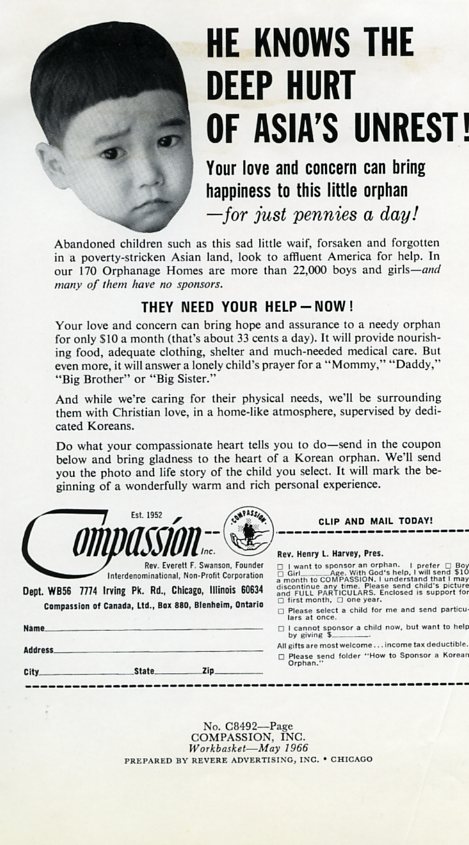 HE KNOWS THE
DEEP HURT
OF ASIA'S UNREST!
Your love and concern can bring
happiness to this little orphan
—for just pennies a day!
Abandoned children such as this sad little waif, forsaken and forgotten
in a poverty-stricken Asian land, look to affluent America for help. In
our 170 Orphanage Homes are more than 22,000 boys and girls—and
many of them have no sponsors.
THEY NEED YOUR HELP — NOW!
Your love and concern can bring hope and assurance to a needy orphan
for only $10 a month (that's about 33 cents a day). It will provide nourish-
ing food, adequate clothing, shelter and much-needed medical care. But
even more, it will answer a lonely child's prayer for a "Mommy," "Daddy,"
"Big Brother" or "Big Sister."
And while we're caring for their physical needs, we'll be surrounding
them with Christian love, in a home-like atmosphere, supervised by dedi-
cated Koreans.
Do what your compassionate heart tells you to do—send in the coupon
below and bring gladness to the heart of a Korean orphan. We'll send
you the photo and life story of the child you select. It will mark the be-
ginning of a wonderfully warm and rich personal experience.
Est. 1952
Compassion Inc.
COMPASSION
Rev. Everett F. Swanson, Founder
Interdenominational, Non-Profit Corporation
Dept. WB56 7774 Irving Pk. Rd., Chicago, Illinois 60634
Compassion of Canada, Ltd., Box 880, Blenheim, Ontario
Name
Address
City State Zip
CLIP AND MAIL TODAY!
Rev. Henry L. Harvey, Pres.
☐ I want to sponsor an orphan. I prefer ☐ Boy
☐ Girl______Age. With God's help, I will send $10
a month to COMPASSION. I understand that I may
discontinue any time. Please send child's picture
and FULL PARTICULARS. Enclosed is support for
☐ first month, ☐ one year.
☐ Please select a child for me and send particu-
lars at once.
☐ I cannot sponsor a child now, but want to help
by giving $______.
All gifts are most welcome . . . income tax deductible.
☐ Please send folder "How to Sponsor a Korean
Orphan."
No. C8492—Page
COMPASSION, INC.
Workbasket—May 1966
PREPARED BY REVERE ADVERTISING, INC. • CHICAGO